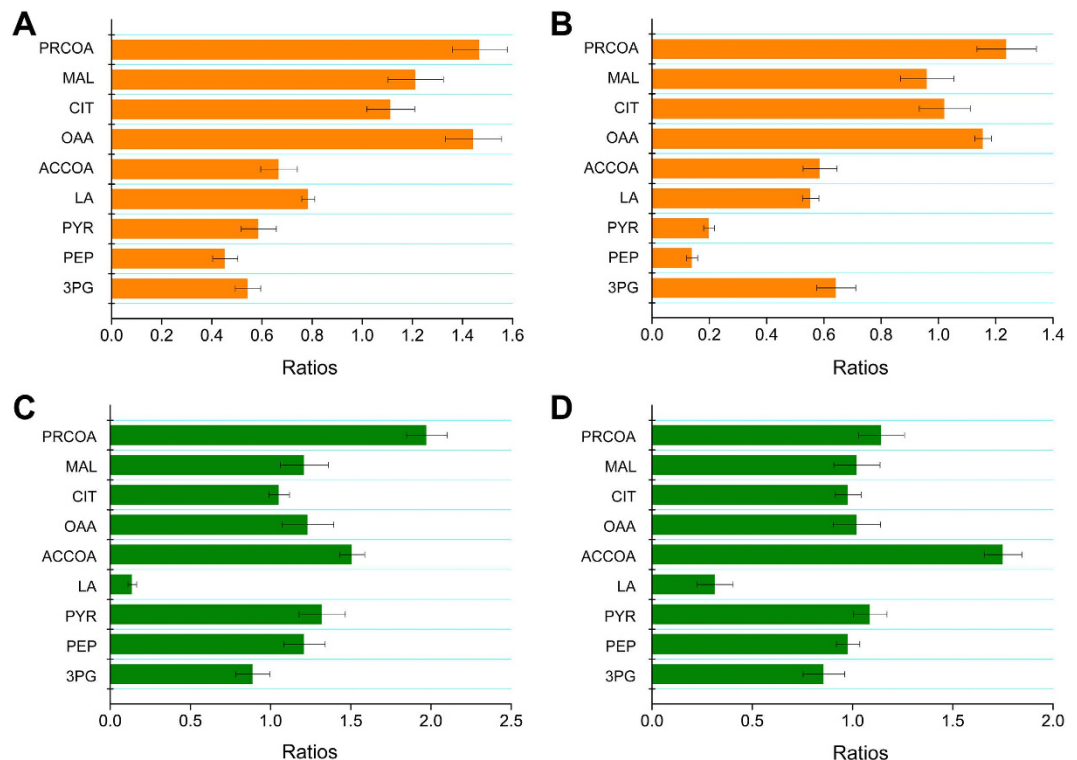 A
PRCOA
MAL
CIT
OAA
ACCOA
LA
PYR
PEP
3PG
0.0 0.2 0.4 0.6 0.8 1.0 1.2 1.4 1.6
Ratios
B
PRCOA
MAL
CIT
OAA
ACCOA
LA
PYR
PEP
3PG
0.0 0.2 0.4 0.6 0.8 1.0 1.2 1.4
Ratios
C
PRCOA
MAL
CIT
OAA
ACCOA
LA
PYR
PEP
3PG
0.0 0.5 1.0 1.5 2.0 2.5
Ratios
D
PRCOA
MAL
CIT
OAA
ACCOA
LA
PYR
PEP
3PG
0.0 0.5 1.0 1.5 2.0
Ratios